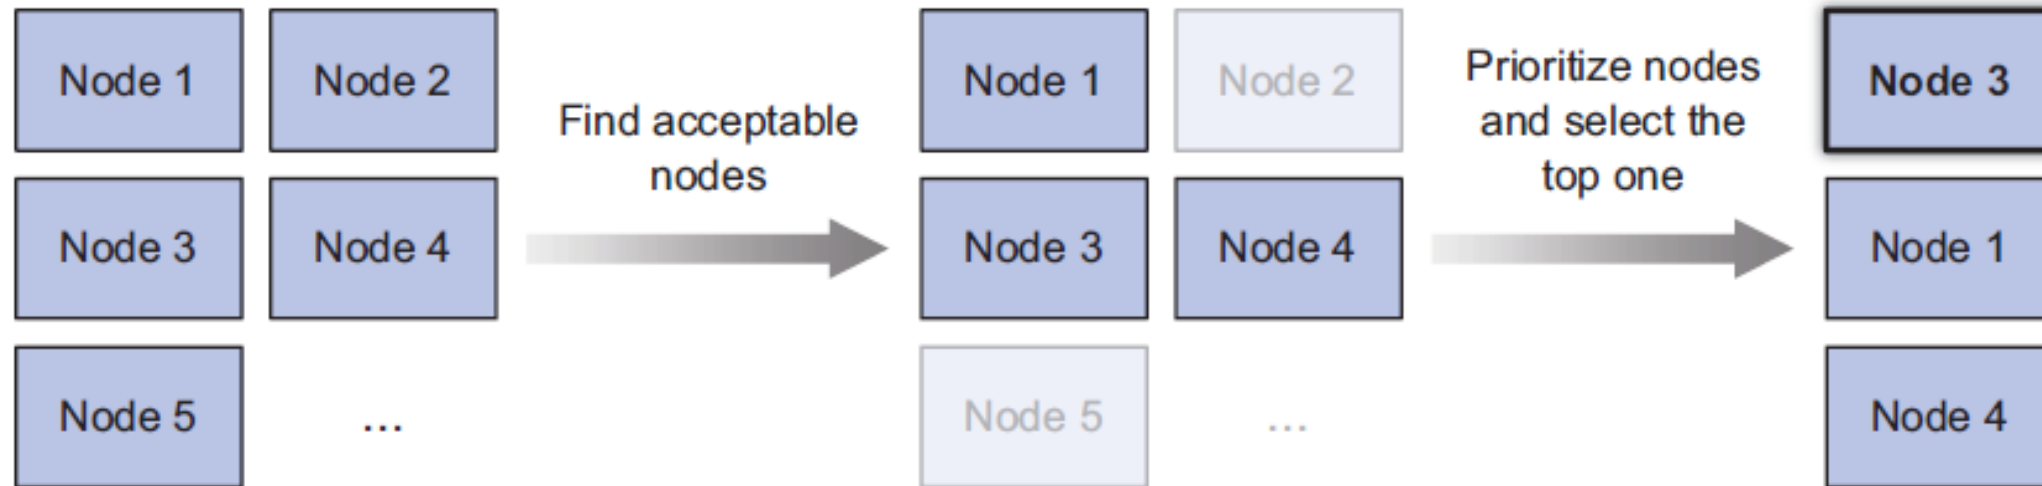 Node 1
Node 2
Node 3
Node 4
Node 5
...
Find acceptable
nodes
Node 1
Node 2
Node 3
Node 4
Node 5
...
Prioritize nodes
and select the
top one
Node 3
Node 1
Node 4